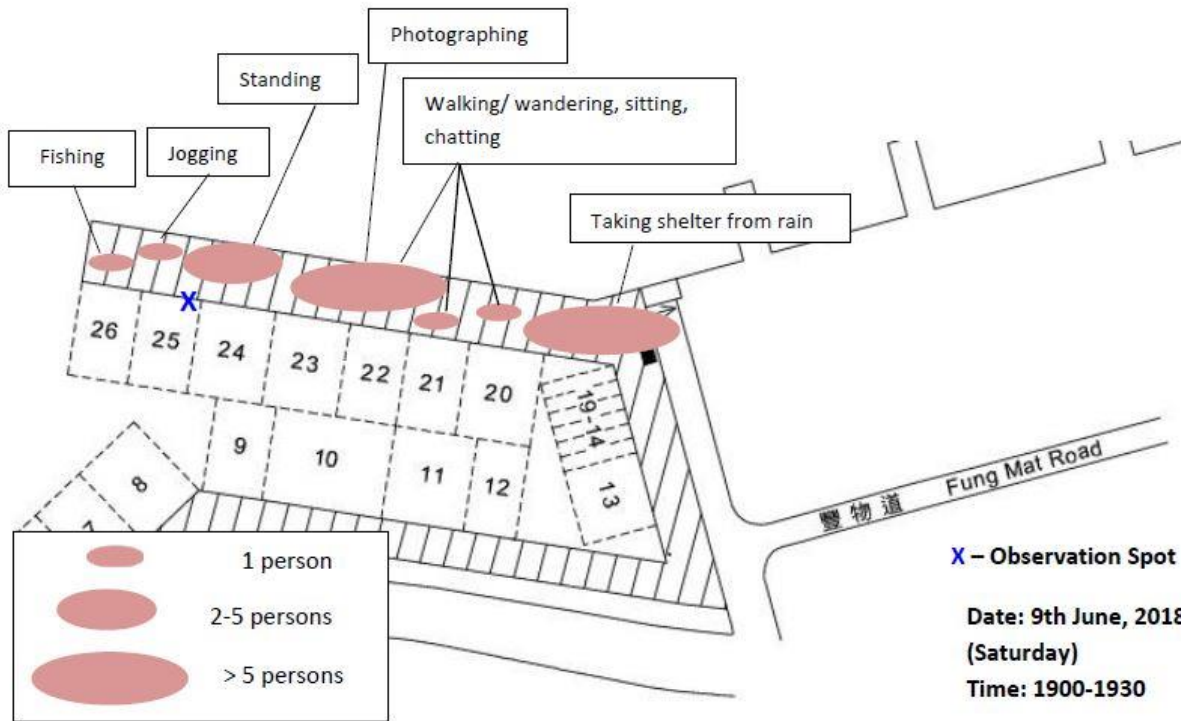 Photographing
Standing
Walking/ wandering, sitting,
chatting
Fishing
Jogging
Taking shelter from rain
26
25
24
23
22
21
20
19-14
9
10
11
12
13
8
7
豐物道 Fung Mat Road
1 person
2-5 persons
> 5 persons
X
X – Observation Spot
Date: 9th June, 2018
(Saturday)
Time: 1900-1930